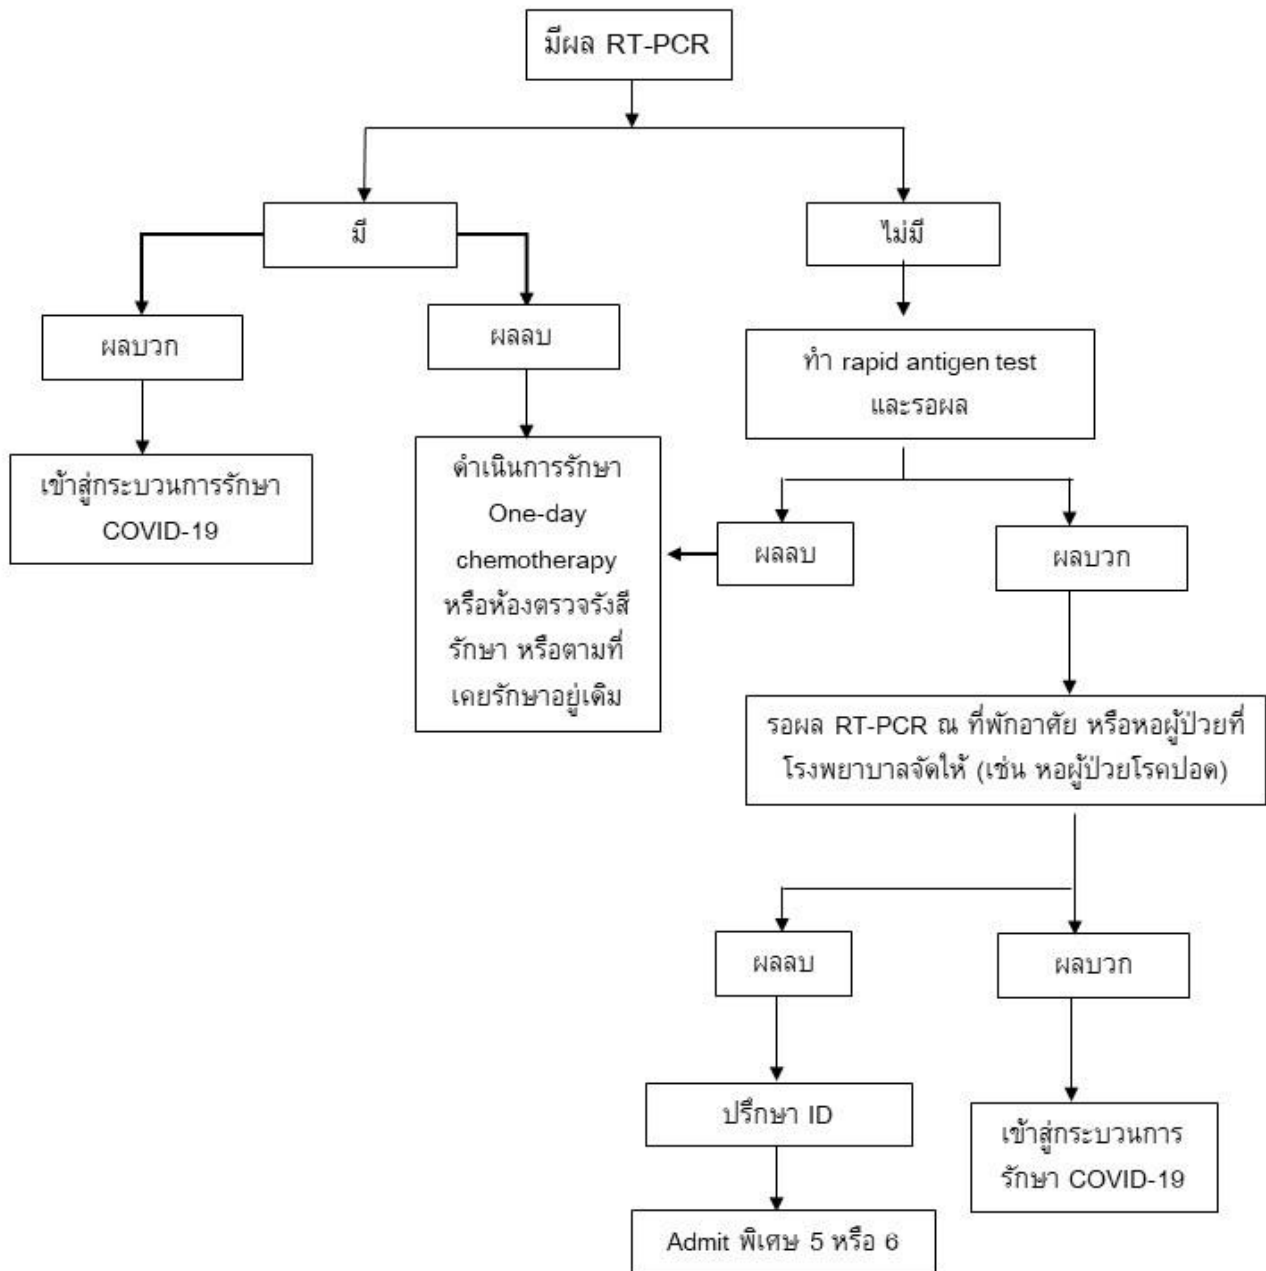 มีผล RT-PCR
มี
ไม่มี
ผลบวก
ผลลบ
ทำ rapid antigen test
และรอผล
เข้าสู่กระบวนการรักษา
COVID-19
ดำเนินการรักษา
One-day
chemotherapy
หรือห้องตรวจรังสี
รักษา หรือตามที่
เคยรักษาอยู่เดิม
ผลลบ
ผลบวก
รอผล RT-PCR ณ ที่พักอาศัย หรือหอผู้ป่วยที่
โรงพยาบาลจัดให้ (เช่น หอผู้ป่วยโรคปอด)
ผลลบ
ผลบวก
ปรึกษา ID
เข้าสู่กระบวนการ
รักษา COVID-19
Admit พิเศษ 5 หรือ 6